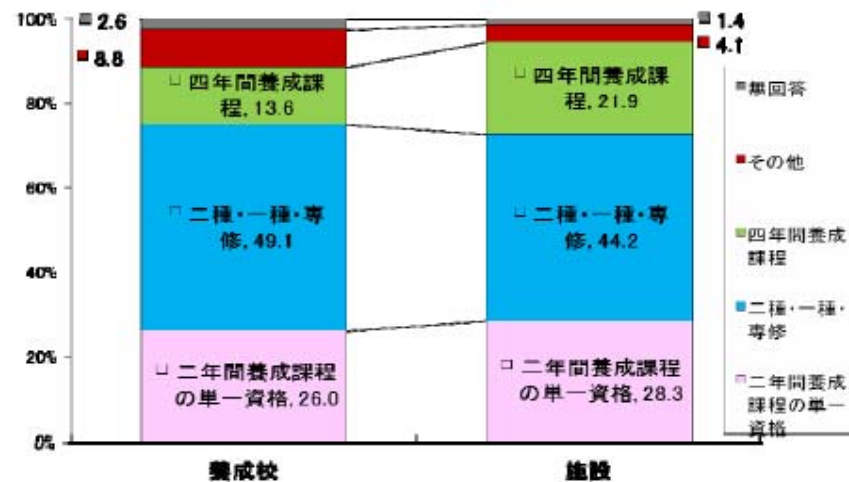 100%
80%
60%
40%
20%
0%
2.6
8.8
四年間養成課
程, 13.6
二種・一種・専
修, 49.1
二年間養成課程
の単一資格, 26.0
養成校
1.4
4.1
四年間養成課
程, 21.9
二種・一種・専
修, 44.2
二年間養成課程
の単一資格, 28.3
施設
無回答
その他
四年間養成
課程
二種・一種・
専修
二年間養成
課程の単一
資格